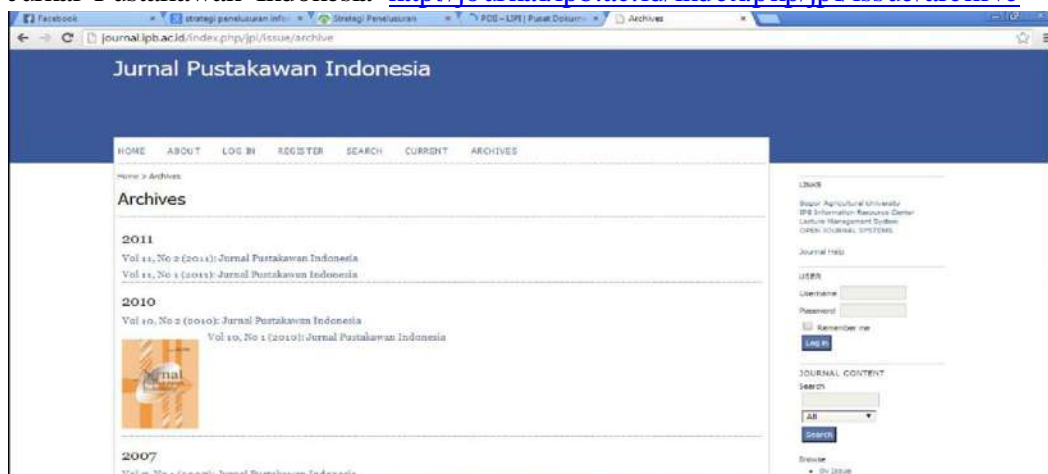 Jurnal Pustakawan Indonesia http://journal.ipb.ac.id/index.php/jpi/issue/archive
Facebook
strategi penelusuran infor
Strategi Penelusuran
PDII - LIPI | Pusat Dokum
Archives
journal.ipb.ac.id/index.php/jpi/issue/archive
Jurnal Pustakawan Indonesia
HOME ABOUT LOG IN REGISTER SEARCH CURRENT ARCHIVES
Home > Archives
Archives
2011
Vol 11, No 2 (2011): Jurnal Pustakawan Indonesia
Vol 11, No 1 (2011): Jurnal Pustakawan Indonesia
2010
Vol 10, No 2 (2010): Jurnal Pustakawan Indonesia
Vol 10, No 1 (2010): Jurnal Pustakawan Indonesia
Jurnal
2007
Jurnal Pustakawan Indonesia
LINKS
Bogor Agricultural University
IPB Information Resource Center
Lecture Management System
OPEN JOURNAL SYSTEMS
Journal Help
USER
Username
Password
Remember me
Log in
JOURNAL CONTENT
Search
All
Search
Browse
By Issue